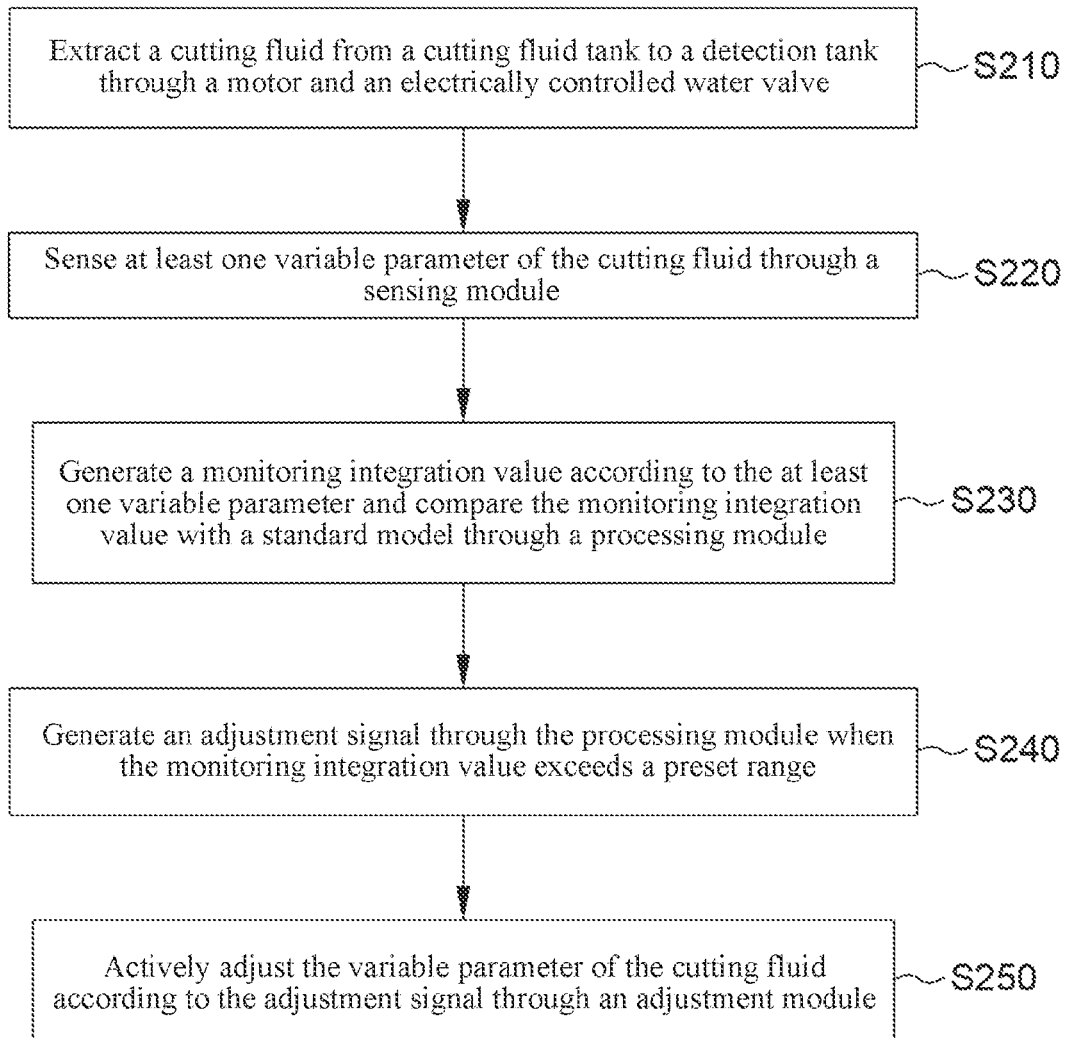 Extract a cutting fluid from a cutting fluid tank to a detection tank
through a motor and an electrically controlled water valve
S210
Sense at least one variable parameter of the cutting fluid through a
sensing module
S220
Generate a monitoring integration value according to the at least
one variable parameter and compare the monitoring integration
value with a standard model through a processing module
S230
Generate an adjustment signal through the processing module when
the monitoring integration value exceeds a preset range
S240
Actively adjust the variable parameter of the cutting fluid
according to the adjustment signal through an adjustment module
S250